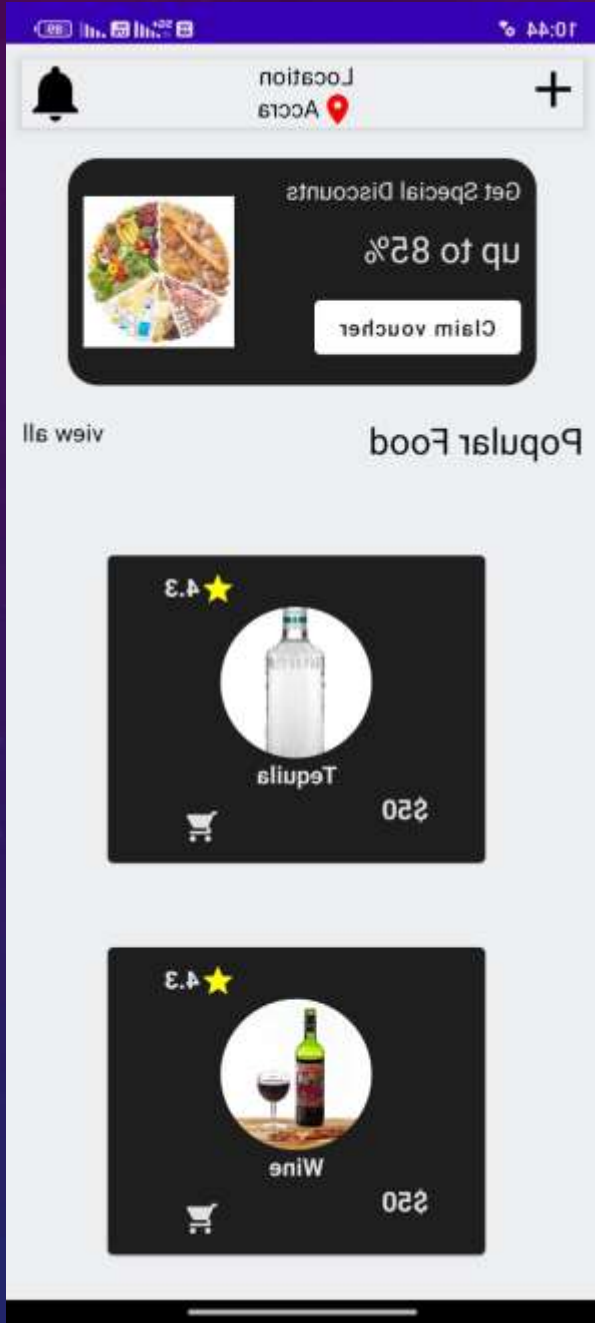 10:44
Location
Accra
Get Special Discounts
up to 85%
Claim voucher
Popular Food view all
4.3
Tequila
$50
4.3
Wine
$50